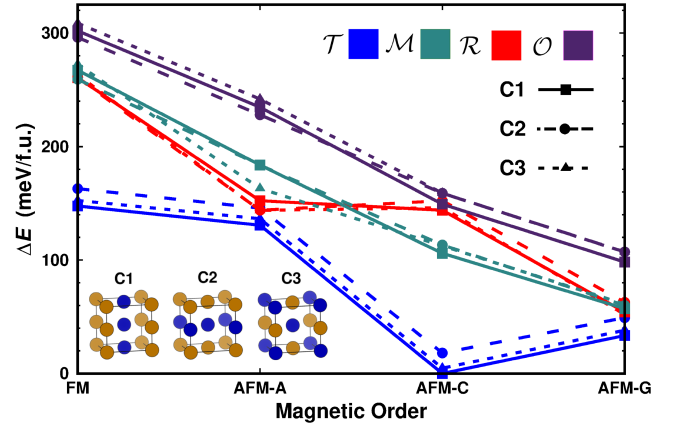 300
200
100
0
ΔE (meV/f.u.)
𝒯 ℳ ℛ 𝒪
C1
C2
C3
C1 C2 C3
FM AFM-A AFM-C AFM-G
Magnetic Order